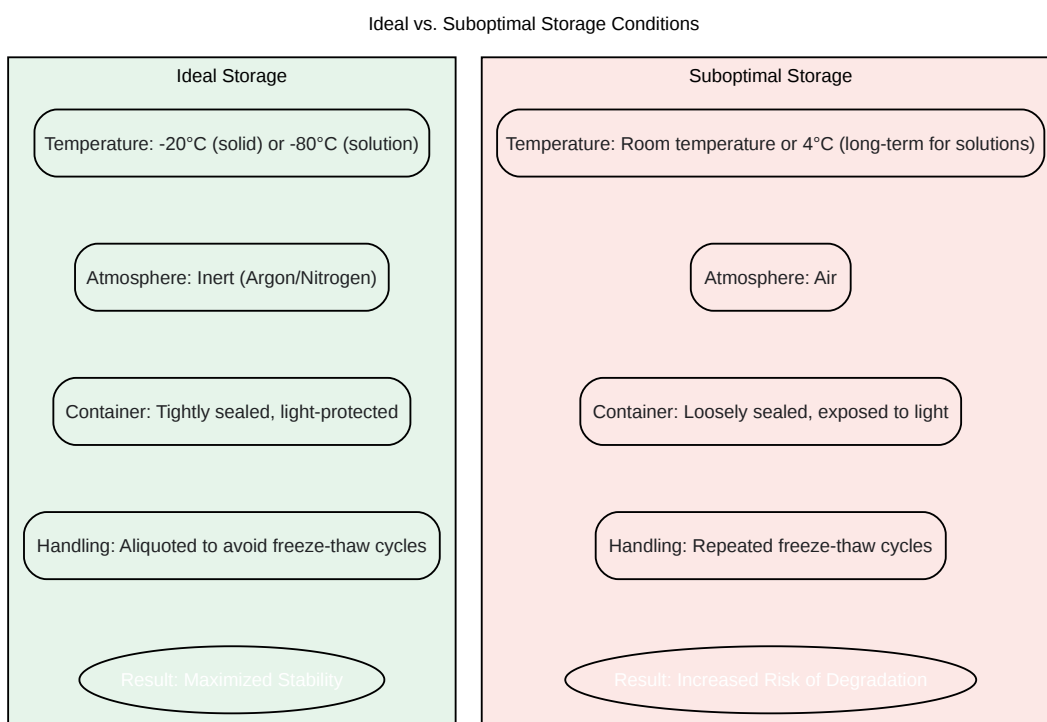 Ideal vs. Suboptimal Storage Conditions
Ideal Storage
Temperature: -20°C (solid) or -80°C (solution)
Atmosphere: Inert (Argon/Nitrogen)
Container: Tightly sealed, light-protected
Handling: Aliquoted to avoid freeze-thaw cycles
Result: Maximized Stability
Suboptimal Storage
Temperature: Room temperature or 4°C (long-term for solutions)
Atmosphere: Air
Container: Loosely sealed, exposed to light
Handling: Repeated freeze-thaw cycles
Result: Increased Risk of Degradation